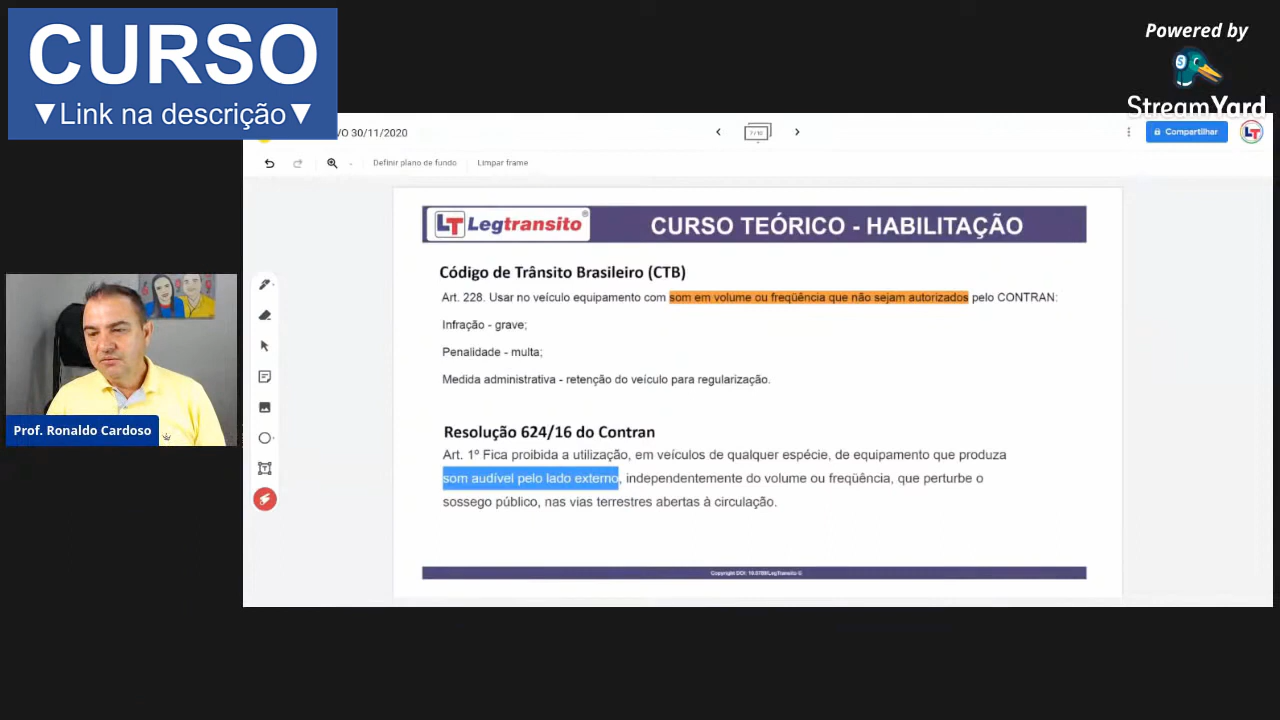 CURSO
▼Link na descrição▼
Powered by
StreamYard
VO 30/11/2020
7/10
Compartilhar
LT
Definir plano de fundo
Limpar frame
LT Legtransito®
CURSO TEÓRICO - HABILITAÇÃO
Código de Trânsito Brasileiro (CTB)
Art. 228. Usar no veículo equipamento com som em volume ou freqüência que não sejam autorizados pelo CONTRAN:
Infração - grave;
Penalidade - multa;
Medida administrativa - retenção do veículo para regularização.
Resolução 624/16 do Contran
Art. 1º Fica proibida a utilização, em veículos de qualquer espécie, de equipamento que produza
som audível pelo lado externo, independentemente do volume ou freqüência, que perturbe o
sossego público, nas vias terrestres abertas à circulação.
Prof. Ronaldo Cardoso